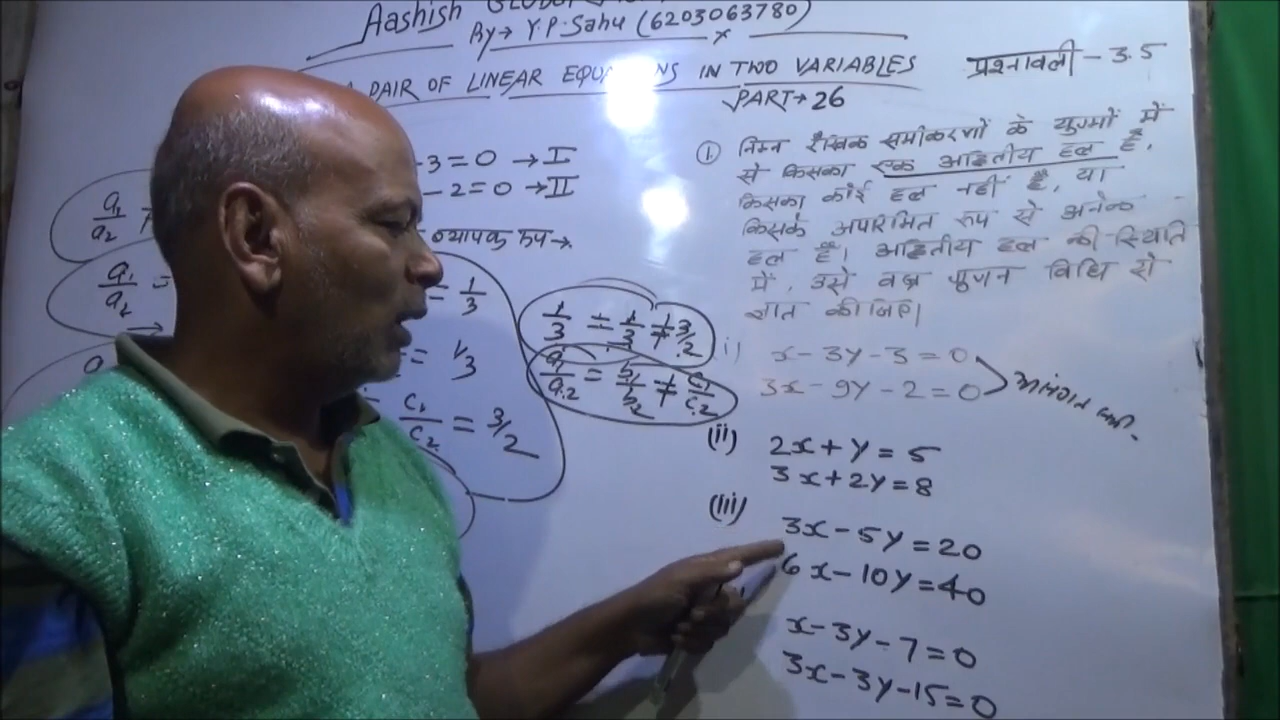 Aashish
By → Y.P. Sahu (6203063780)
PAIR OF LINEAR EQUATIONS IN TWO VARIABLES
PART → 26
प्रश्नावली - 3.5
-3 = 0 → I
- 2 = 0 → II
व्यापक रूप →
a₁/a₂
a₁/a₂ =
= 1/3
= 1/3
c₁/c₂ = 3/2
1/3 = 1/3 ≠ 3/2
a₁/a₂ = b₁/b₂ ≠ c₁/c₂
① निम्न रैखिक समीकरणों के युग्मों में
से किसका एक अद्वितीय हल है,
किसका कोई हल नहीं है, या
किसके अपरिमित रूप से अनेक
हल है। अद्वितीय हल की स्थिति
में, उसे वज्र गुणन विधि से
ज्ञात कीजिए।
i) x - 3y - 3 = 0
3x - 9y - 2 = 0
(ii) 2x + y = 5
3x + 2y = 8
(iii) 3x - 5y = 20
6x - 10y = 40
x - 3y - 7 = 0
3x - 3y - 15 = 0